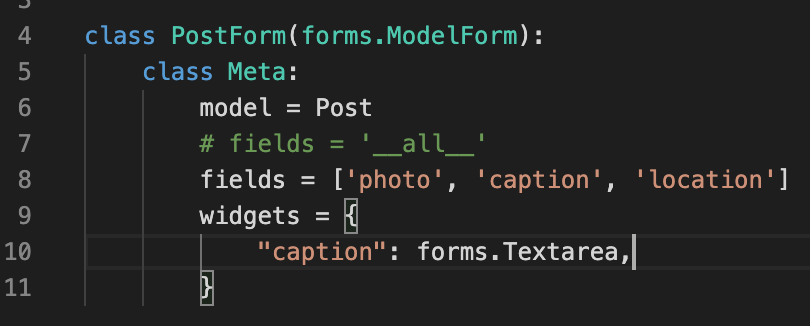 3
4 class PostForm(forms.ModelForm):
5     class Meta:
6         model = Post
7         # fields = '__all__'
8         fields = ['photo', 'caption', 'location']
9         widgets = {
10             "caption": forms.Textarea,
11         }